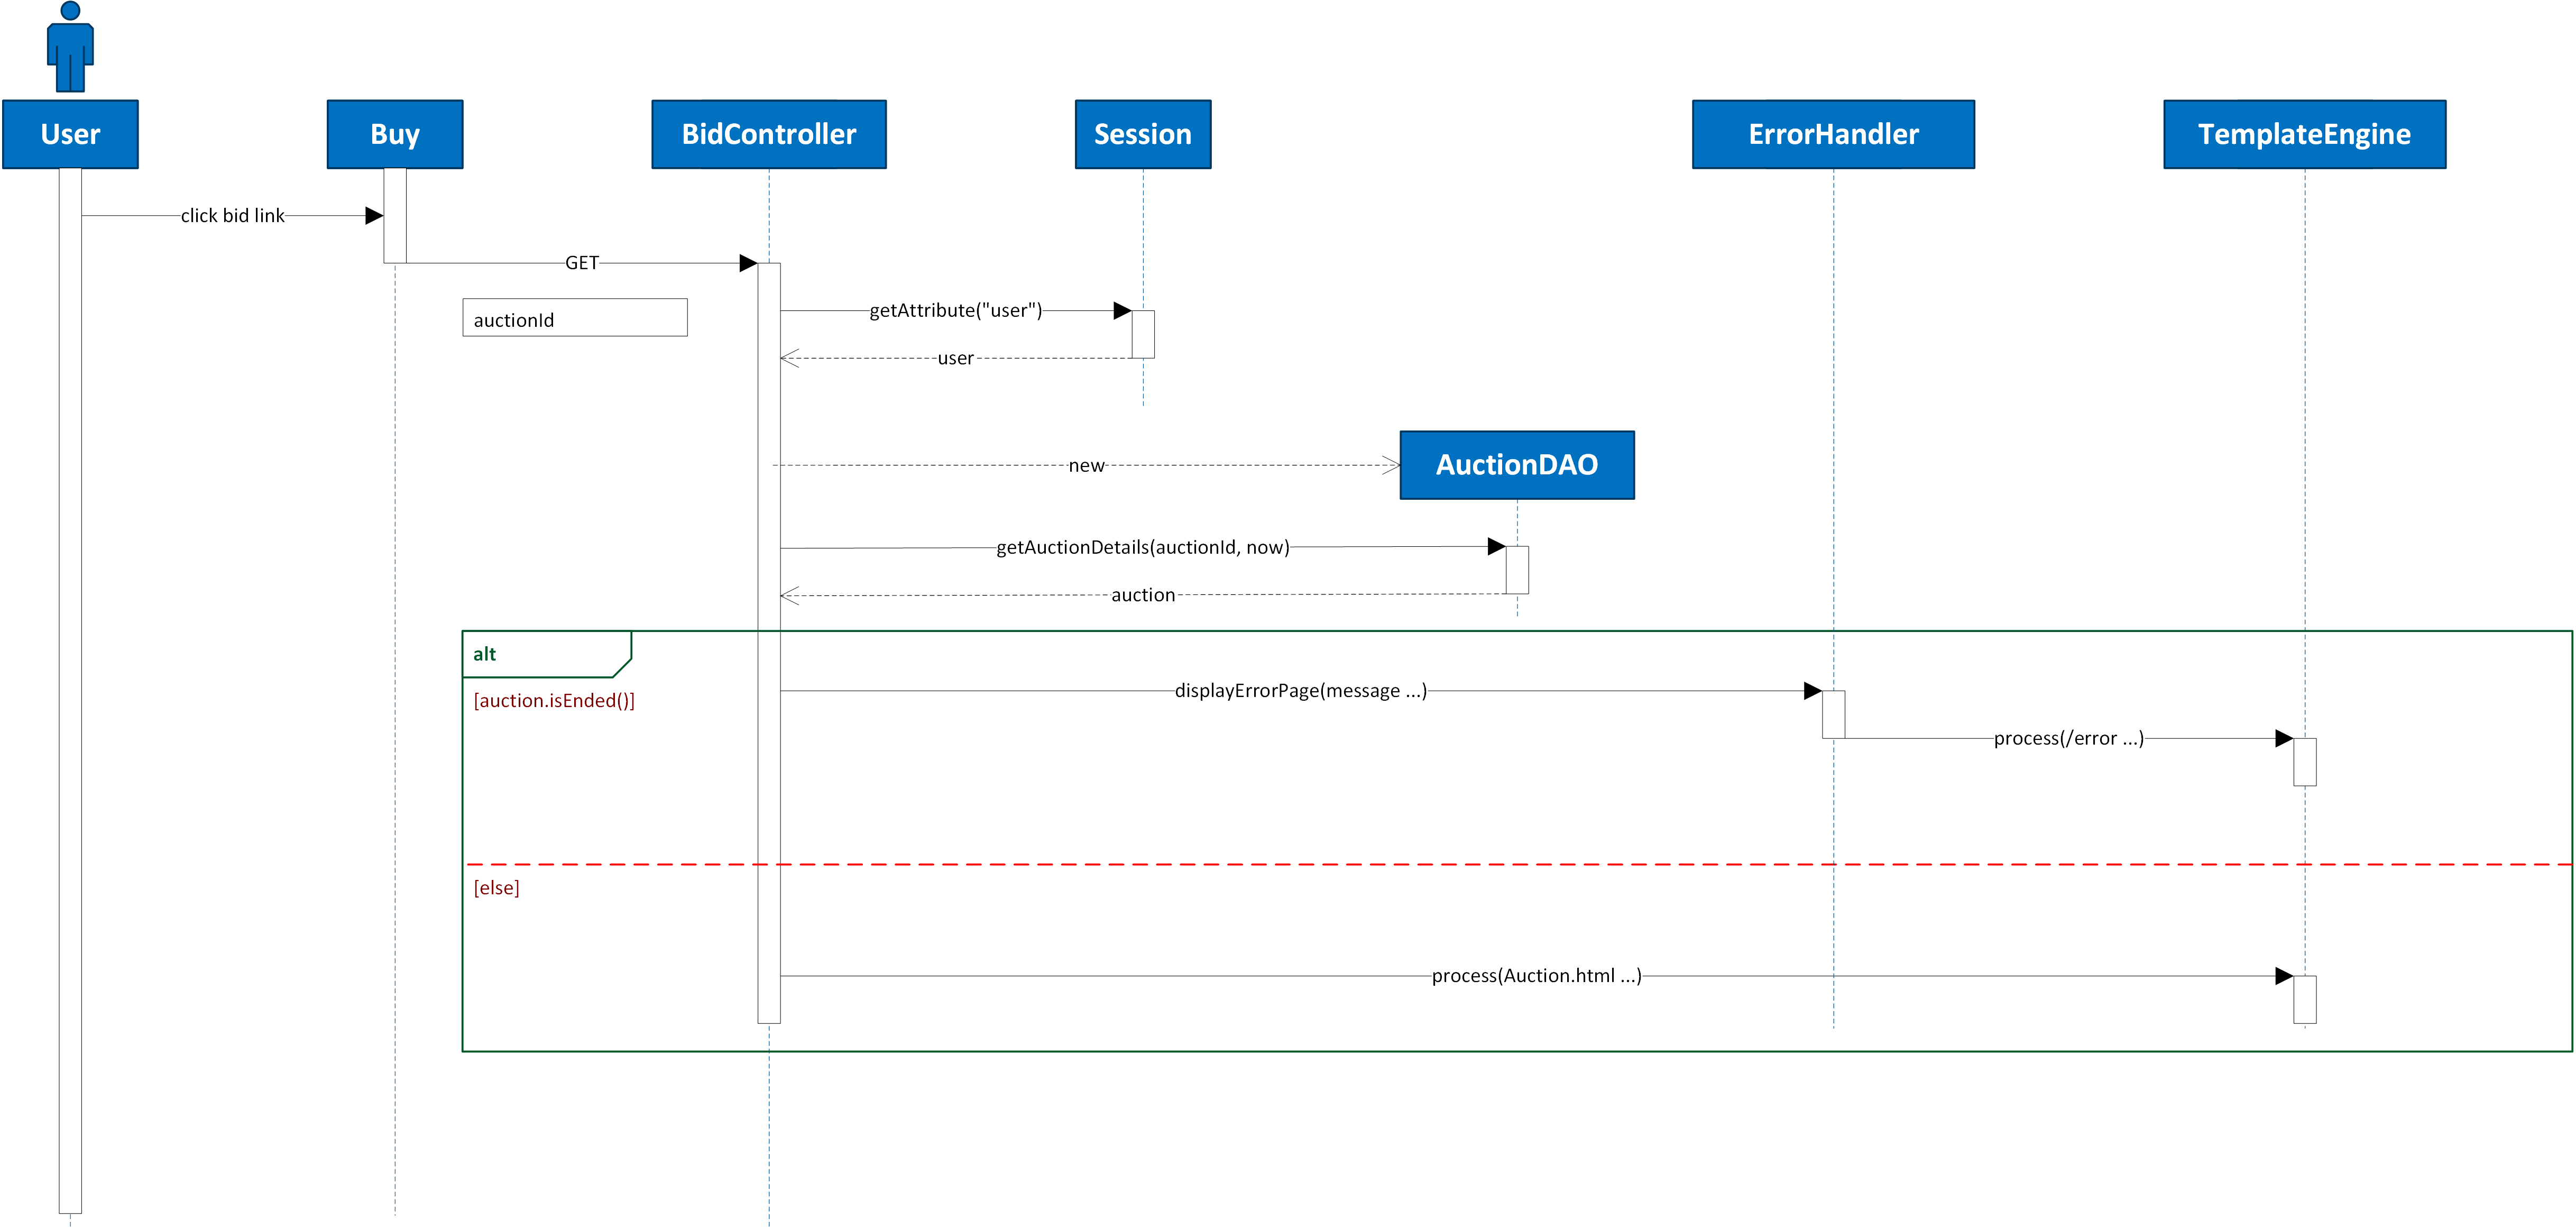 User
Buy
BidController
Session
ErrorHandler
TemplateEngine
click bid link
GET
auctionId
getAttribute("user")
user
new
AuctionDAO
getAuctionDetails(auctionId, now)
auction
alt
[auction.isEnded()]
displayErrorPage(message ...)
process(/error ...)
[else]
process(Auction.html ...)